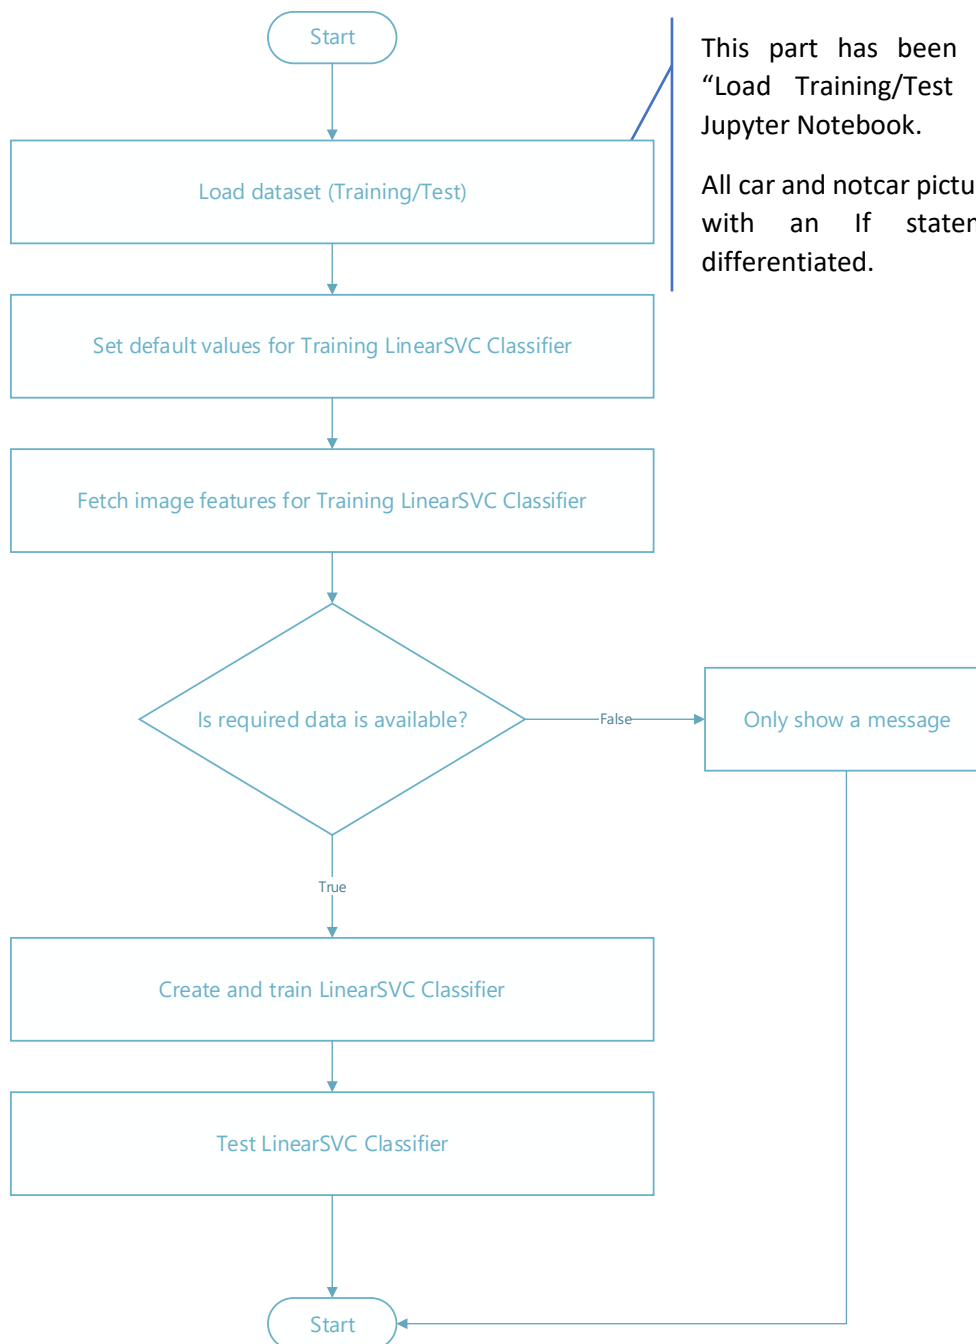 Start
This part has been
“Load Training/Test
Jupyter Notebook.
All car and notcar
with an If
differentiated.
Load dataset (Training/Test)
Set default values for Training LinearSVC Classifier
Fetch image features for Training LinearSVC Classifier
Is required data is available?
False
Only show a message
True
Create and train LinearSVC Classifier
Test LinearSVC Classifier
Start